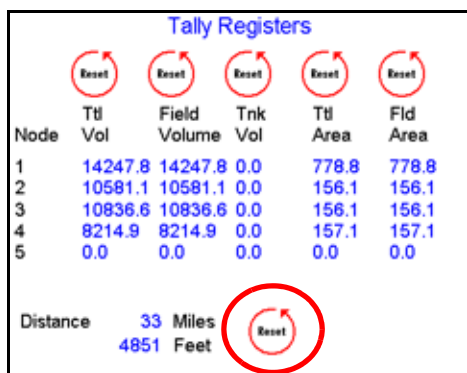 Tally Registers
Reset Reset Reset Reset Reset
Ttl Field Tnk Ttl Fld
Node Vol Volume Vol Area Area
1 14247.8 14247.8 0.0 778.8 778.8
2 10581.1 10581.1 0.0 156.1 156.1
3 10836.6 10836.6 0.0 156.1 156.1
4 8214.9 8214.9 0.0 157.1 157.1
5 0.0 0.0 0.0 0.0 0.0
Distance 33 Miles
Reset
4851 Feet